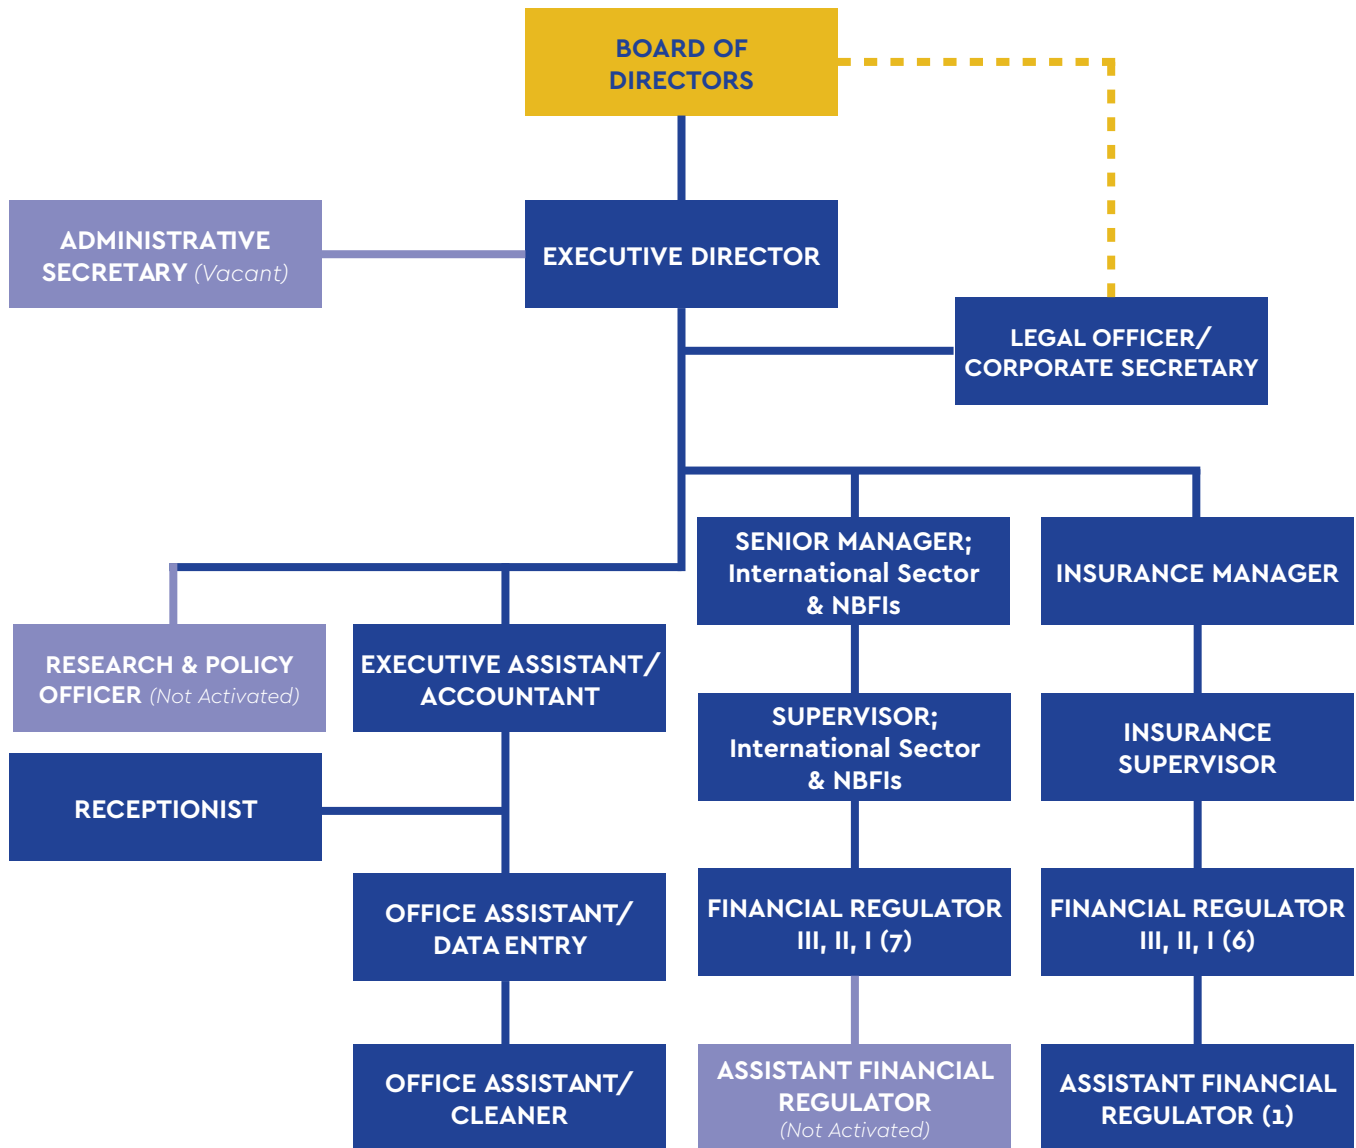 BOARD OF
DIRECTORS
ADMINISTRATIVE
SECRETARY (Vacant)
EXECUTIVE DIRECTOR
LEGAL OFFICER/
CORPORATE SECRETARY
SENIOR MANAGER;
International Sector
& NBFIs
INSURANCE MANAGER
RESEARCH & POLICY
OFFICER (Not Activated)
EXECUTIVE ASSISTANT/
ACCOUNTANT
SUPERVISOR;
International Sector
& NBFIs
INSURANCE
SUPERVISOR
RECEPTIONIST
OFFICE ASSISTANT/
DATA ENTRY
FINANCIAL REGULATOR
III, II, I (7)
FINANCIAL REGULATOR
III, II, I (6)
OFFICE ASSISTANT/
CLEANER
ASSISTANT FINANCIAL
REGULATOR
(Not Activated)
ASSISTANT FINANCIAL
REGULATOR (1)